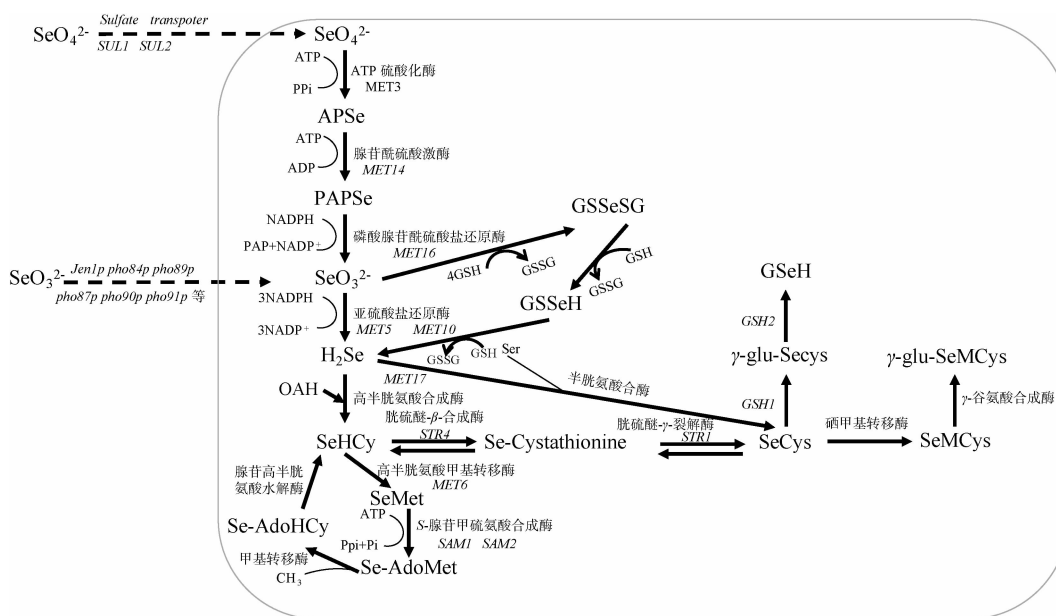 Sulfate transpoter
SeO₄²⁻
SUL1 SUL2
SeO₄²⁻
ATP
PPi
ATP 硫酸化酶
MET3
APSe
ATP
ADP
腺苷酰硫酸激酶
MET14
PAPSe
NADPH
PAP+NADP⁺
磷酸腺苷酰硫酸盐还原酶
MET16
GSSeSG
4GSH
GSSG
GSH
GSSG
SeO₃²⁻
Jen1p pho84p pho89p
pho87p pho90p pho91p 等
SeO₃²⁻
3NADPH
3NADP⁺
亚硫酸盐还原酶
MET5 MET10
GSSeH
GSSG
GSH
Ser
H₂Se
MET17
半胱氨酸合酶
GSeH
GSH2
γ-glu-Secys
γ-glu-SeMCys
GSH1
γ-谷氨酸合成酶
OAH
高半胱氨酸合成酶
胱硫醚-β-合成酶
STR4
胱硫醚-γ-裂解酶
STR1
硒甲基转移酶
SeHCy
Se-Cystathionine
SeCys
SeMCys
腺苷高半胱
氨酸水解酶
高半胱氨酸甲基转移酶
MET6
SeMet
ATP
Ppi+Pi
S-腺苷甲硫氨酸合成酶
SAM1 SAM2
Se-AdoHCy
甲基转移酶
CH₃
Se-AdoMet